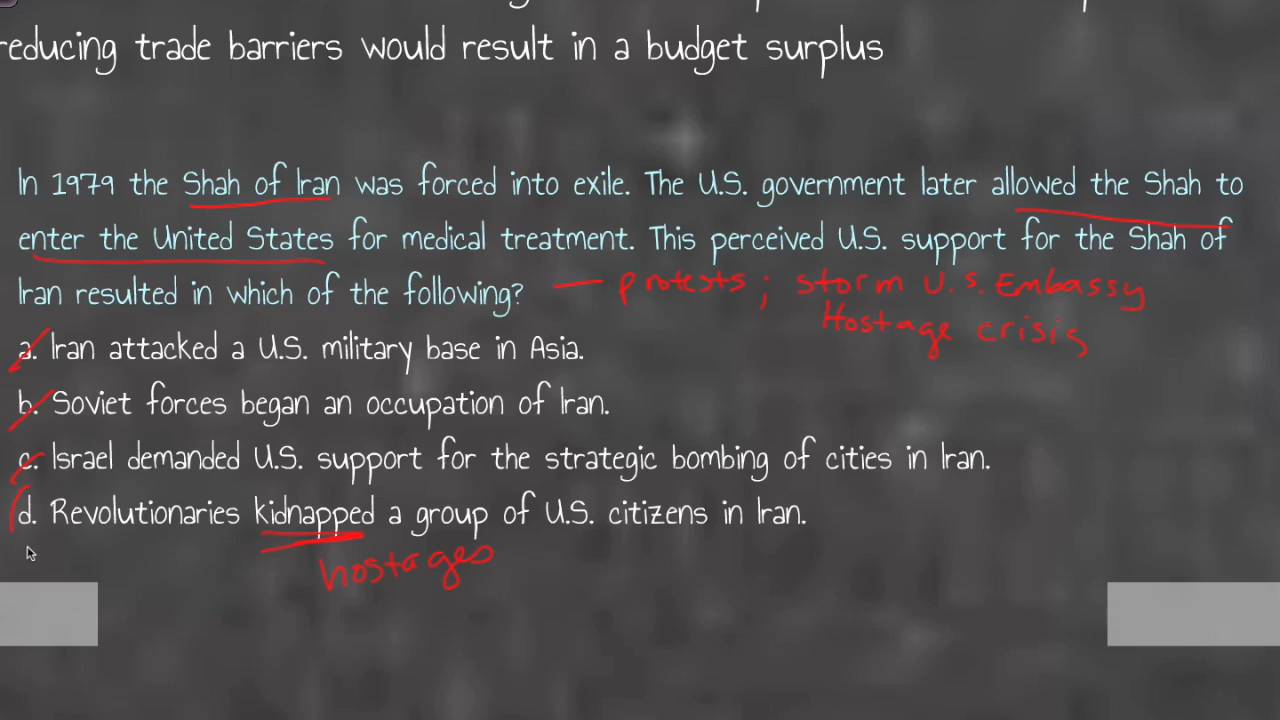 reducing trade barriers would result in a budget surplus
In 1979 the Shah of Iran was forced into exile. The U.S. government later allowed the Shah to
enter the United States for medical treatment. This perceived U.S. support for the Shah of
Iran resulted in which of the following? — protests; storm U.S. Embassy
Hostage crisis
a. Iran attacked a U.S. military base in Asia.
b. Soviet forces began an occupation of Iran.
c. Israel demanded U.S. support for the strategic bombing of cities in Iran.
d. Revolutionaries kidnapped a group of U.S. citizens in Iran.
hostages